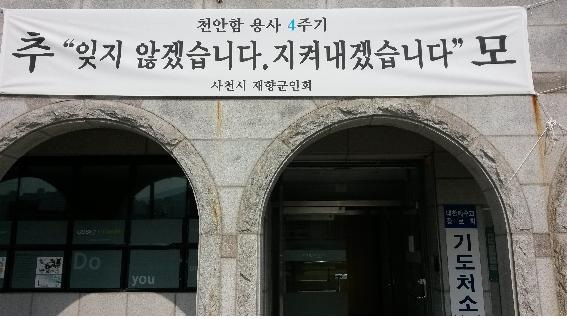 천안함 용사 4주기
추 “잊지 않겠습니다.지켜내겠습니다” 모
사천시 재향군인회
Do
you
기도처소